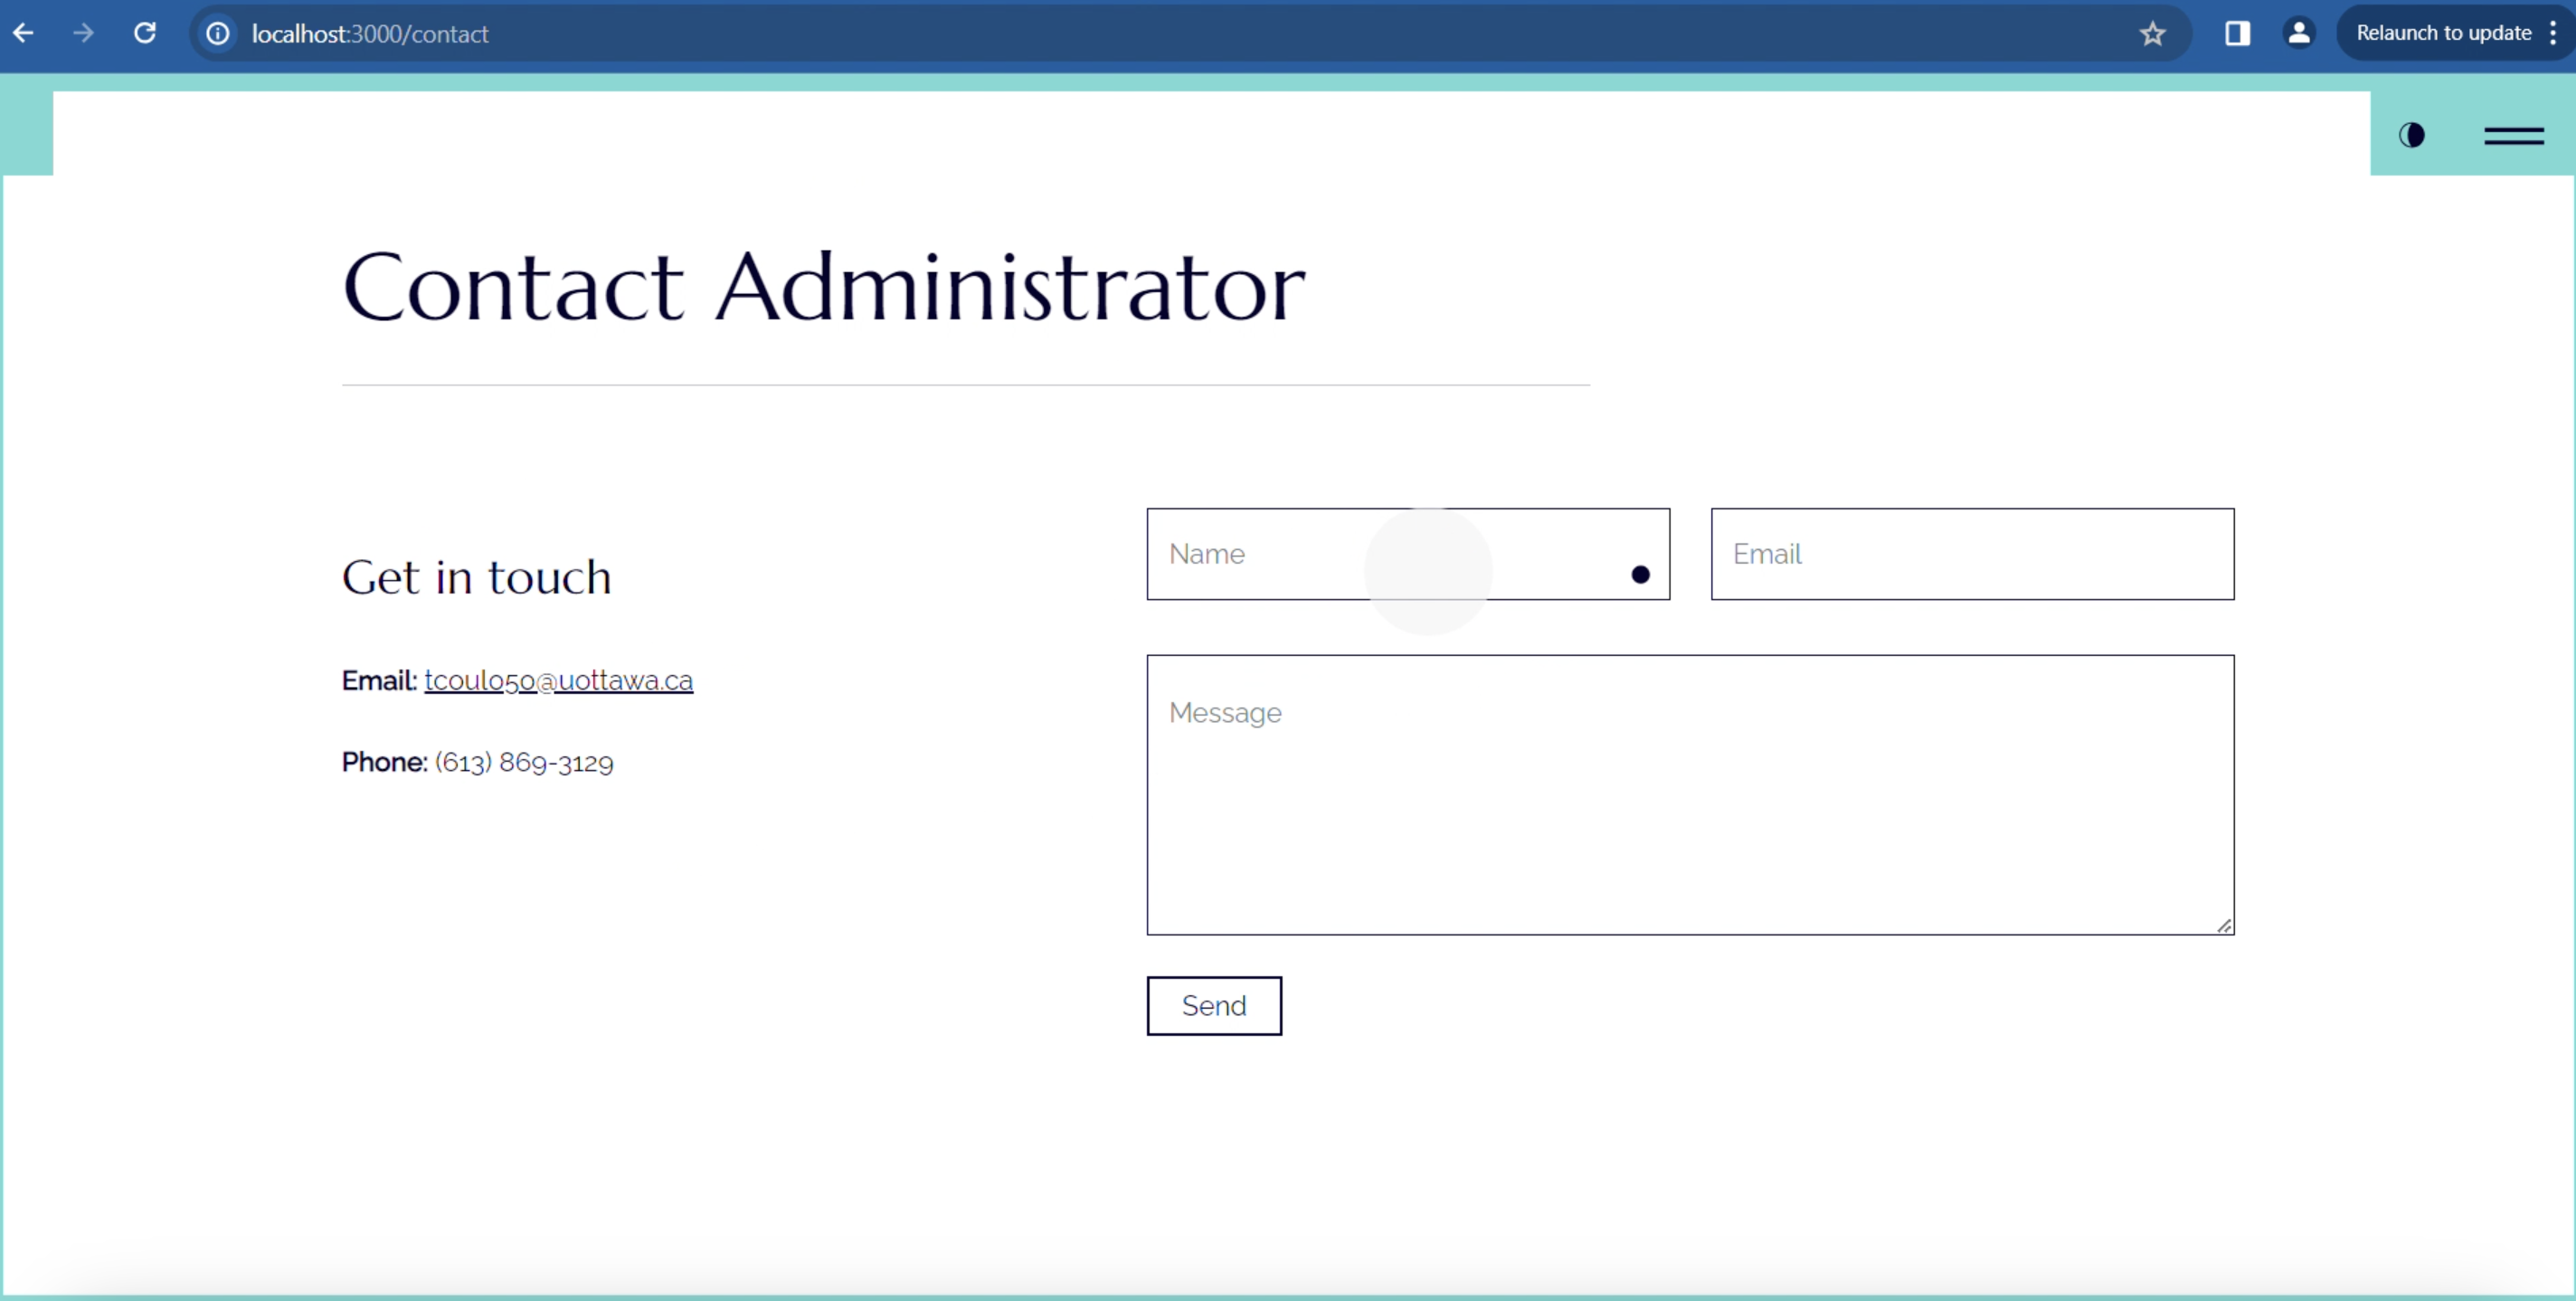 localhost:3000/contact
Relaunch to update
Contact Administrator
Get in touch
Email: tcoul050@uottawa.ca
Phone: (613) 869-3129
Name
Email
Message
Send